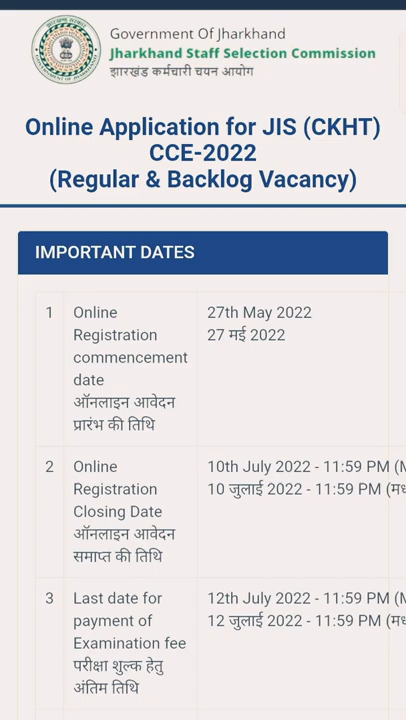 Government Of Jharkhand
Jharkhand Staff Selection Commission
झारखंड कर्मचारी चयन आयोग
Online Application for JIS (CKHT)
CCE-2022
(Regular & Backlog Vacancy)
IMPORTANT DATES
1 Online 27th May 2022
Registration 27 मई 2022
commencement
date
ऑनलाइन आवेदन
प्रारंभ की तिथि
2 Online 10th July 2022 - 11:59 PM (M
Registration 10 जुलाई 2022 - 11:59 PM (मध
Closing Date
ऑनलाइन आवेदन
समाप्त की तिथि
3 Last date for 12th July 2022 - 11:59 PM (M
payment of 12 जुलाई 2022 - 11:59 PM (मध
Examination fee
परीक्षा शुल्क हेतु
अंतिम तिथि